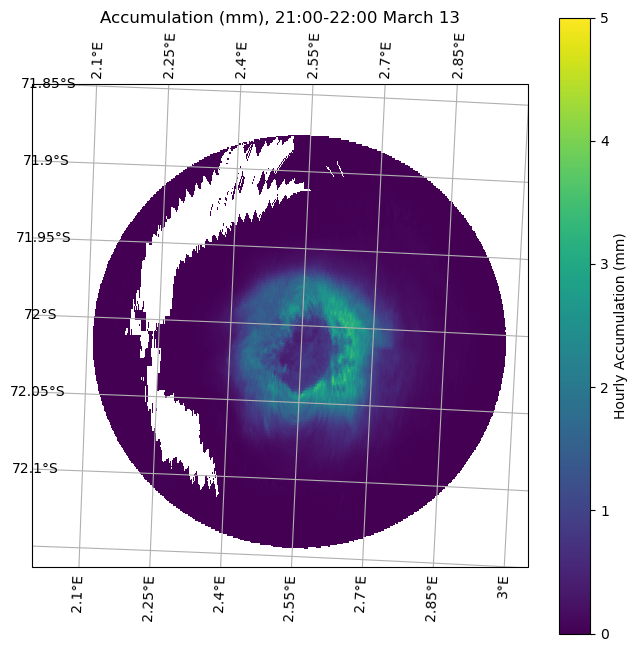 Accumulation (mm), 21:00-22:00 March 13
2.1°E 2.25°E 2.4°E 2.55°E 2.7°E 2.85°E
71.85°S
71.9°S
71.95°S
72°S
72.05°S
72.1°S
2.1°E 2.25°E 2.4°E 2.55°E 2.7°E 2.85°E 3°E
5
4
3
2
1
0
Hourly Accumulation (mm)